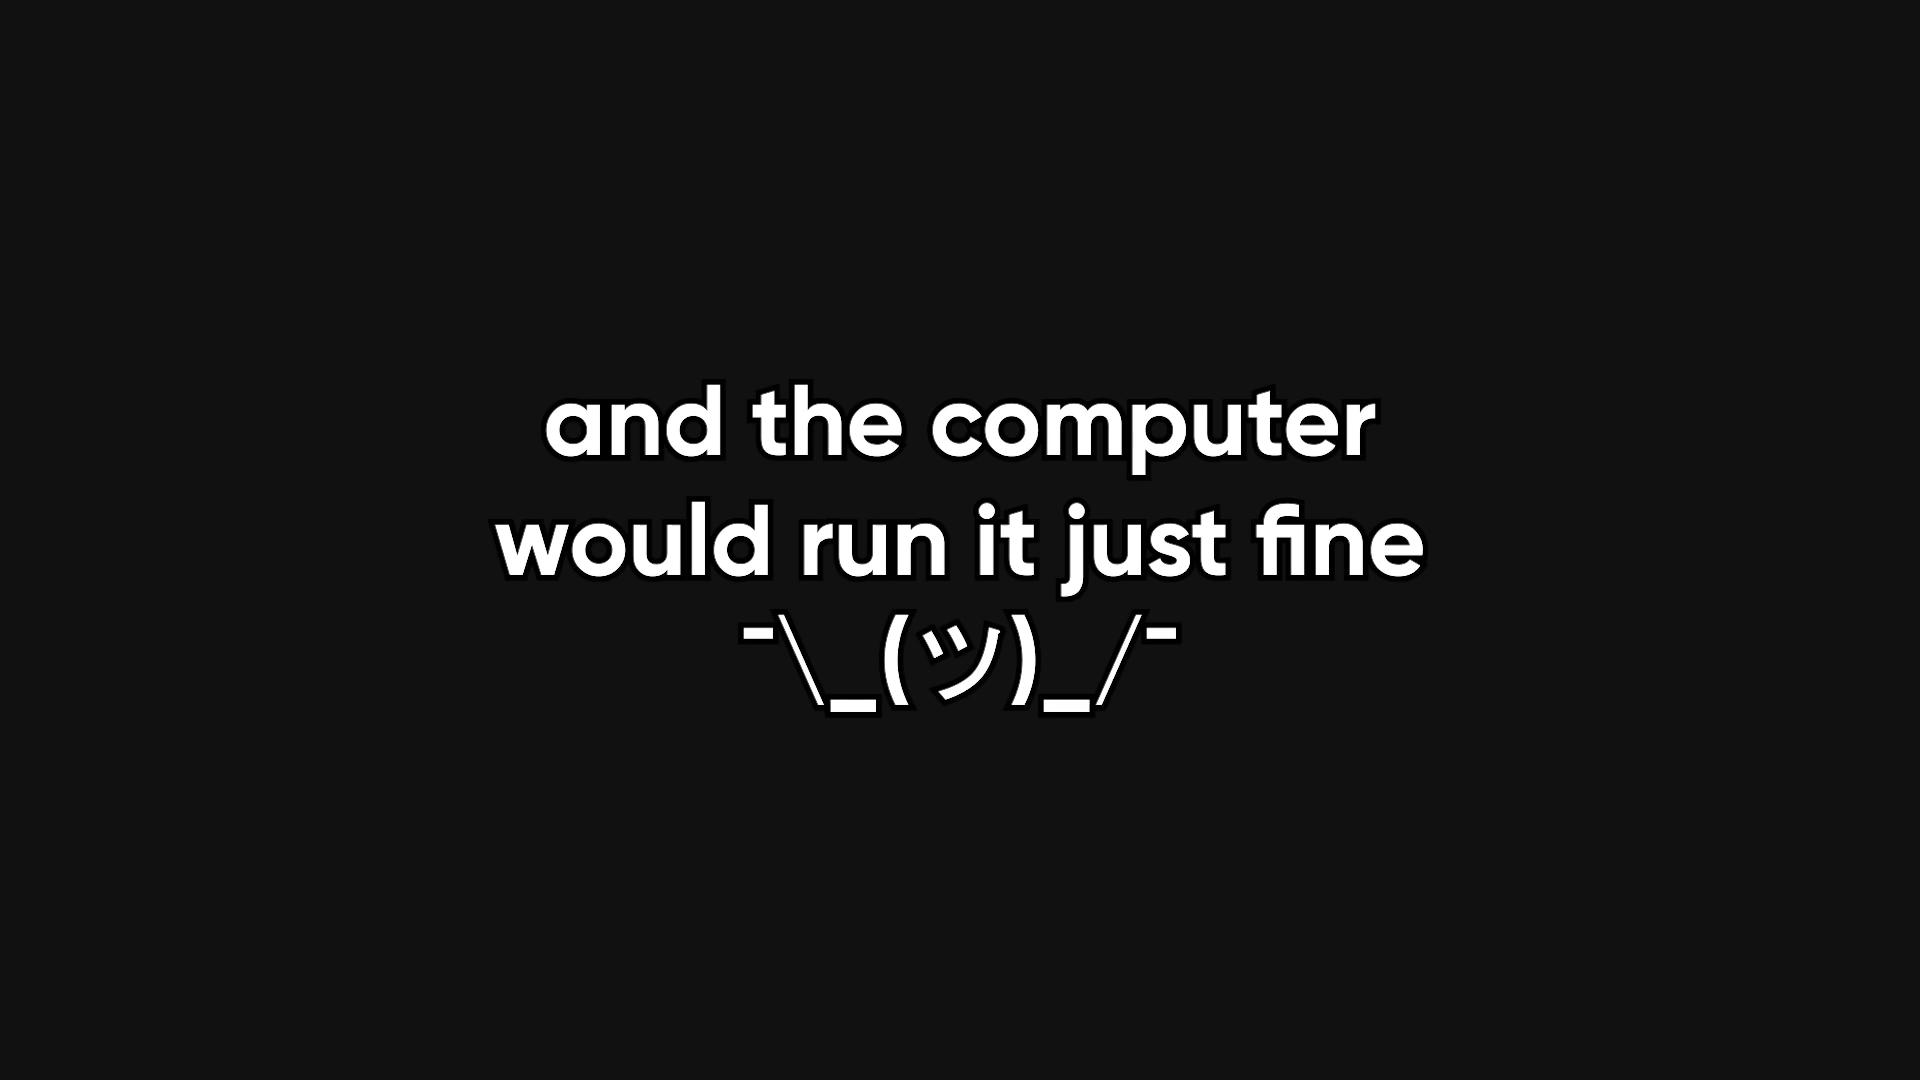 and the computer
would run it just fine
¯\_(ツ)_/¯